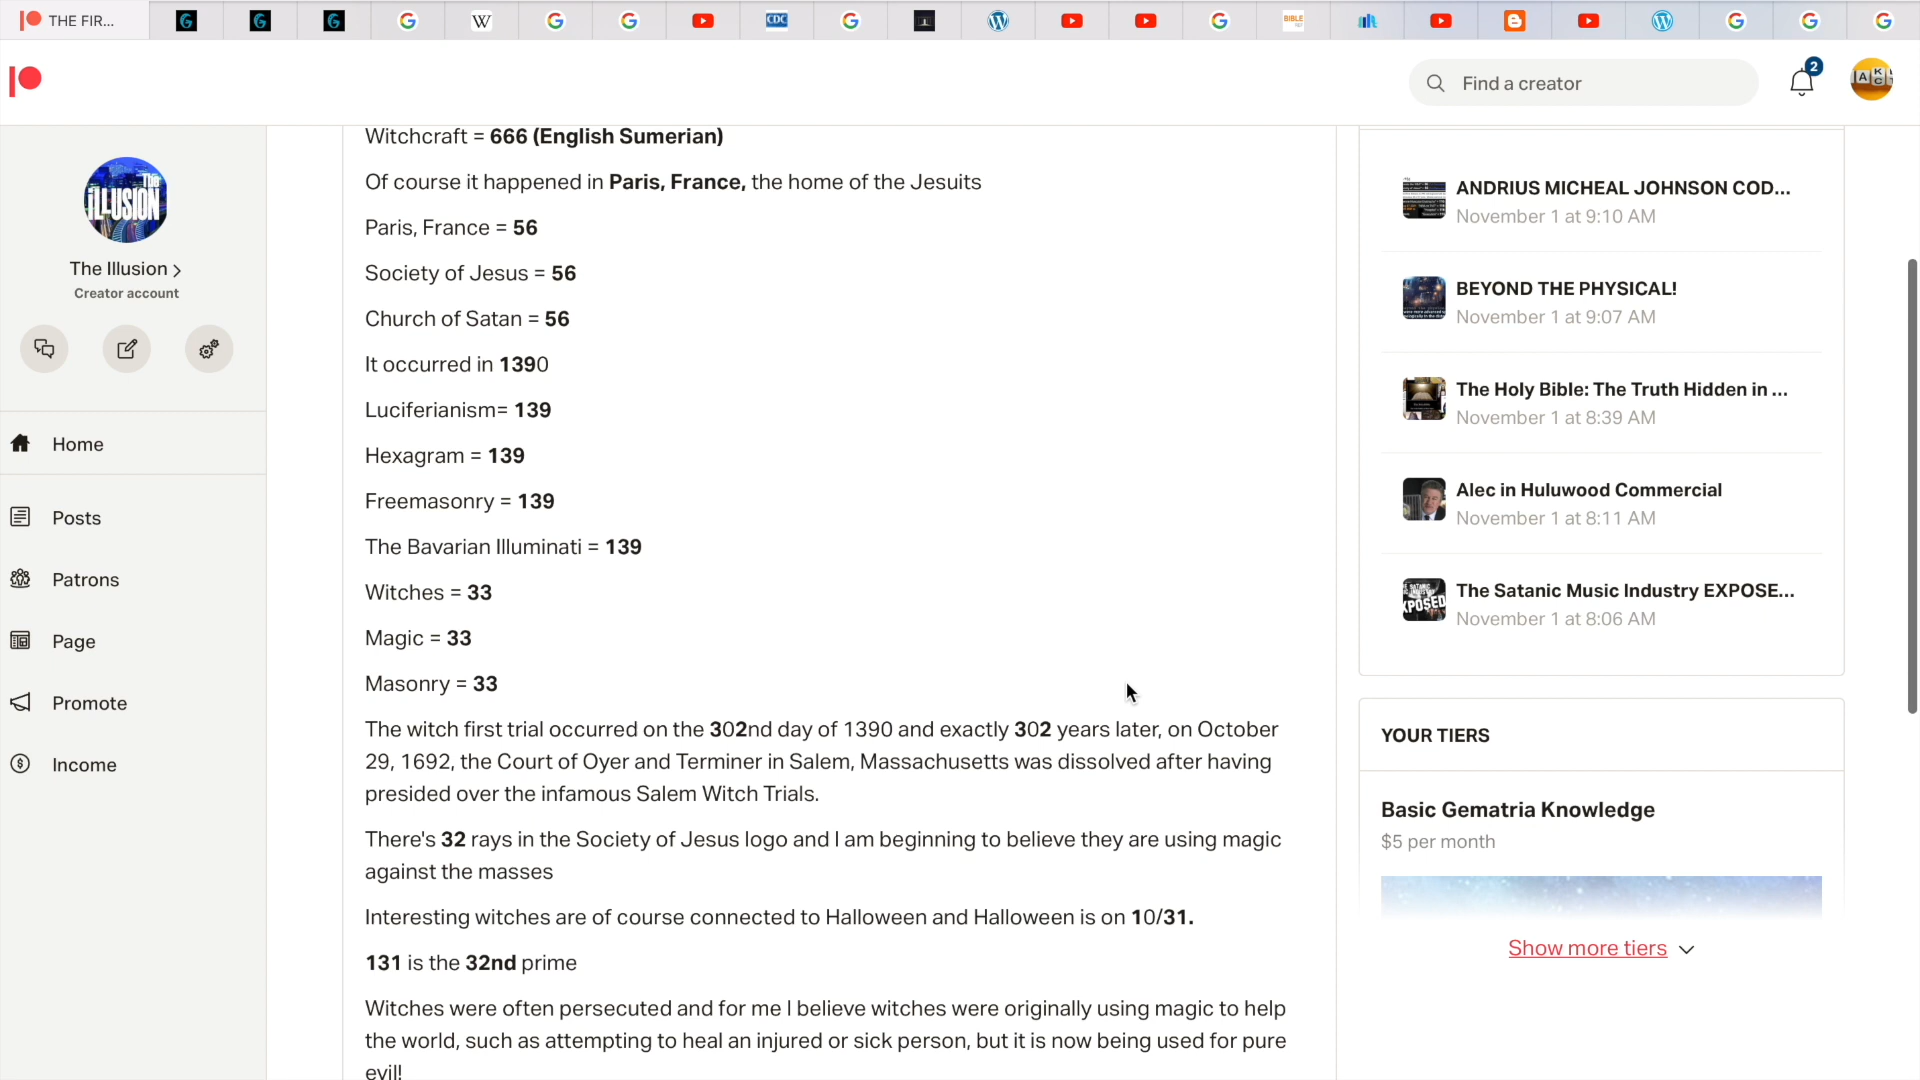 THE FIR...
Find a creator
2
The Illusion
Creator account
Home
Posts
Patrons
Page
Promote
Income
Witchcraft = 666 (English Sumerian)
Of course it happened in Paris, France, the home of the Jesuits
Paris, France = 56
Society of Jesus = 56
Church of Satan = 56
It occurred in 1390
Luciferianism= 139
Hexagram = 139
Freemasonry = 139
The Bavarian Illuminati = 139
Witches = 33
Magic = 33
Masonry = 33
The witch first trial occurred on the 302nd day of 1390 and exactly 302 years later, on October
29, 1692, the Court of Oyer and Terminer in Salem, Massachusetts was dissolved after having
presided over the infamous Salem Witch Trials.
There's 32 rays in the Society of Jesus logo and I am beginning to believe they are using magic
against the masses
Interesting witches are of course connected to Halloween and Halloween is on 10/31.
131 is the 32nd prime
Witches were often persecuted and for me I believe witches were originally using magic to help
the world, such as attempting to heal an injured or sick person, but it is now being used for pure
evil!
ANDRIUS MICHEAL JOHNSON COD...
November 1 at 9:10 AM
BEYOND THE PHYSICAL!
November 1 at 9:07 AM
The Holy Bible: The Truth Hidden in ...
November 1 at 8:39 AM
Alec in Huluwood Commercial
November 1 at 8:11 AM
The Satanic Music Industry EXPOSE...
November 1 at 8:06 AM
YOUR TIERS
Basic Gematria Knowledge
$5 per month
Show more tiers